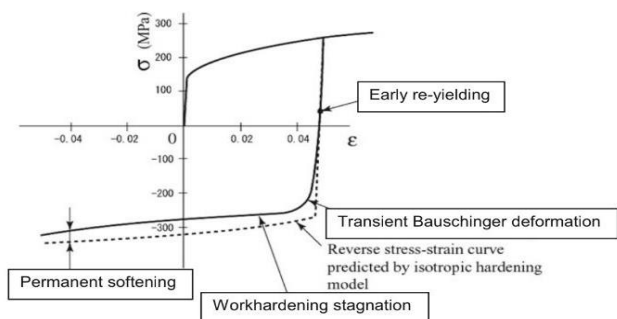 300
σ (MPa)
200
100
Early re-yielding
-0.04
-0.02
0
0.02
0.04
ε
-100
-200
Transient Bauschinger deformation
-300
Reverse stress-strain curve
predicted by isotropic hardening
model
Permanent softening
Workhardening stagnation